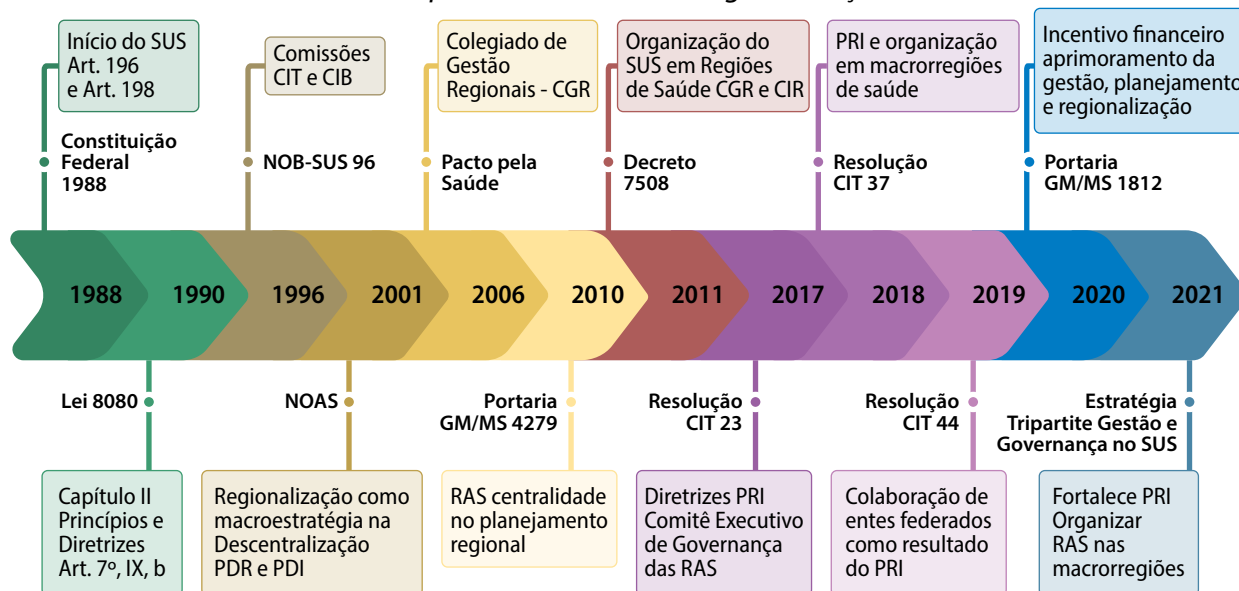 Início do SUS
Art. 196
e Art. 198
Constituição
Federal
1988
Comissões
CIT e CIB
NOB-SUS 96
Colegiado de
Gestão
Regionais - CGR
Pacto pela
Saúde
Organização do
SUS em Regiões
de Saúde CGR e CIR
Decreto
7508
PRI e organização
em macrorregiões
de saúde
Resolução
CIT 37
Incentivo financeiro
aprimoramento da
gestão, planejamento
e regionalização
Portaria
GM/MS 1812
1988
1990
1996
2001
2006
2010
2011
2017
2018
2019
2020
2021
Lei 8080
Capítulo II
Princípios e
Diretrizes
Art. 7º, IX, b
NOAS
Regionalização como
macroestratégia na
Descentralização
PDR e PDI
Portaria
GM/MS 4279
RAS centralidade
no planejamento
regional
Resolução
CIT 23
Diretrizes PRI
Comitê Executivo
de Governança
das RAS
Resolução
CIT 44
Colaboração de
entes federados
como resultado
do PRI
Estratégia
Tripartite Gestão e
Governança no SUS
Fortalece PRI
Organizar
RAS nas
macrorregiões